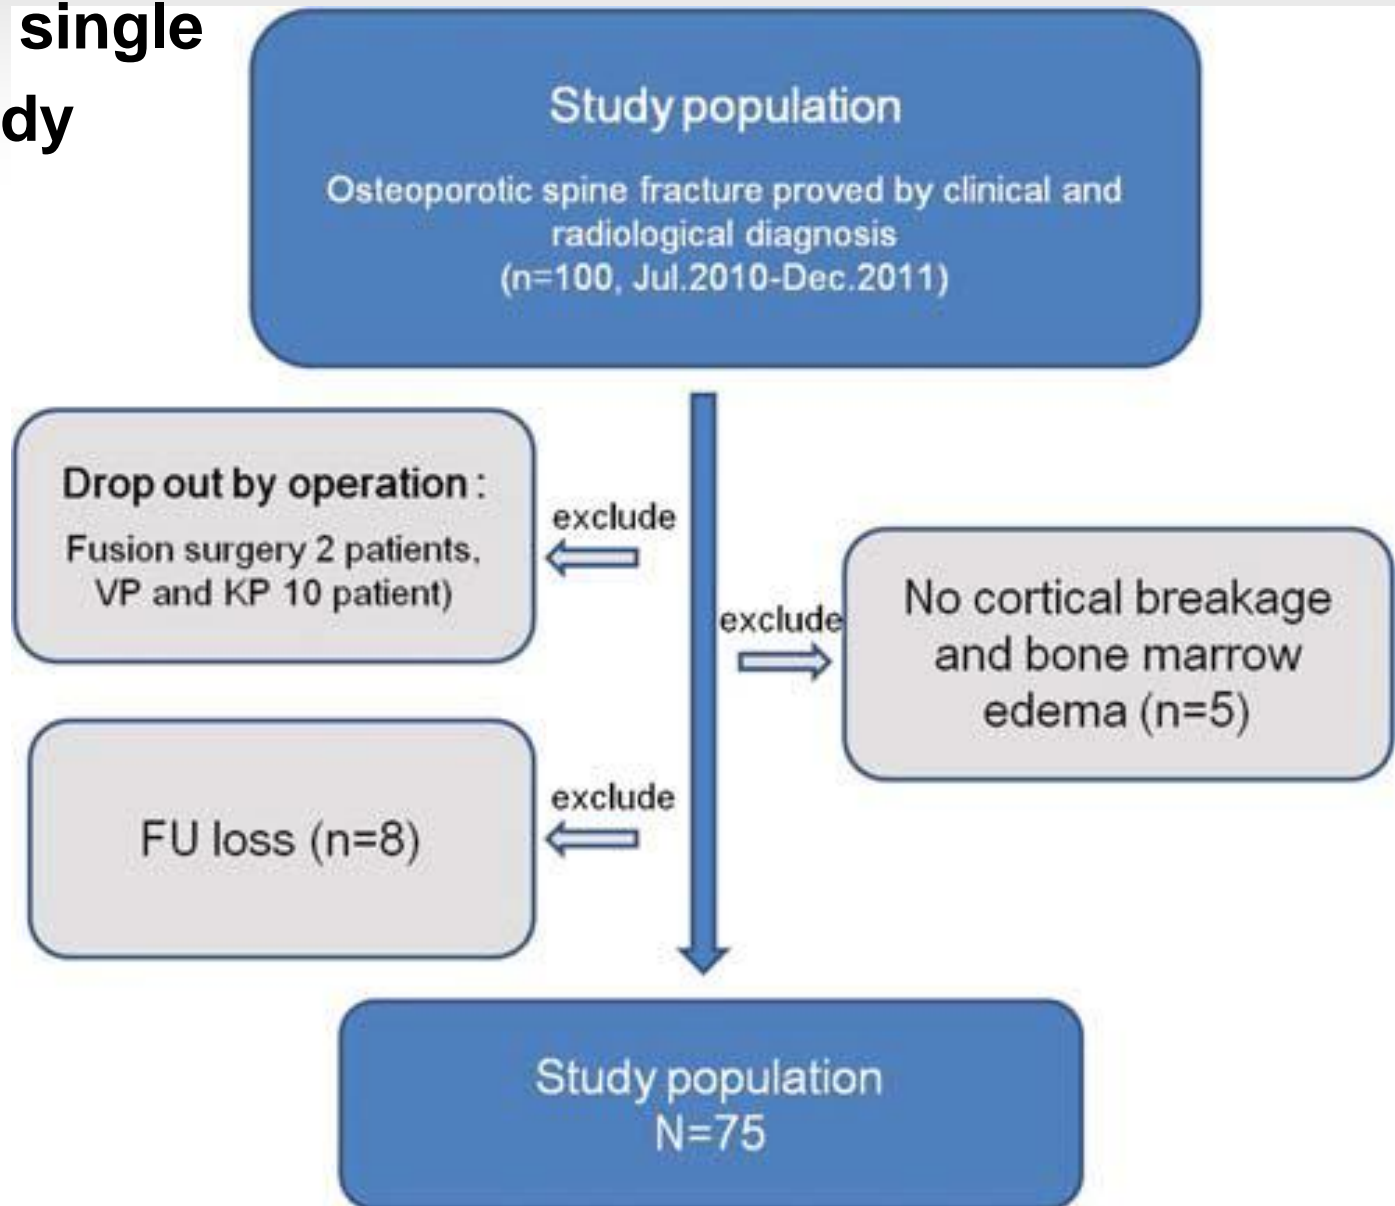 single
dy
Study population
Osteoporotic spine fracture proved by clinical and
radiological diagnosis
(n=100, Jul.2010-Dec.2011)
Drop out by operation :
Fusion surgery 2 patients,
VP and KP 10 patient)
exclude
exclude
No cortical breakage
and bone marrow
edema (n=5)
FU loss (n=8)
exclude
Study population
N=75